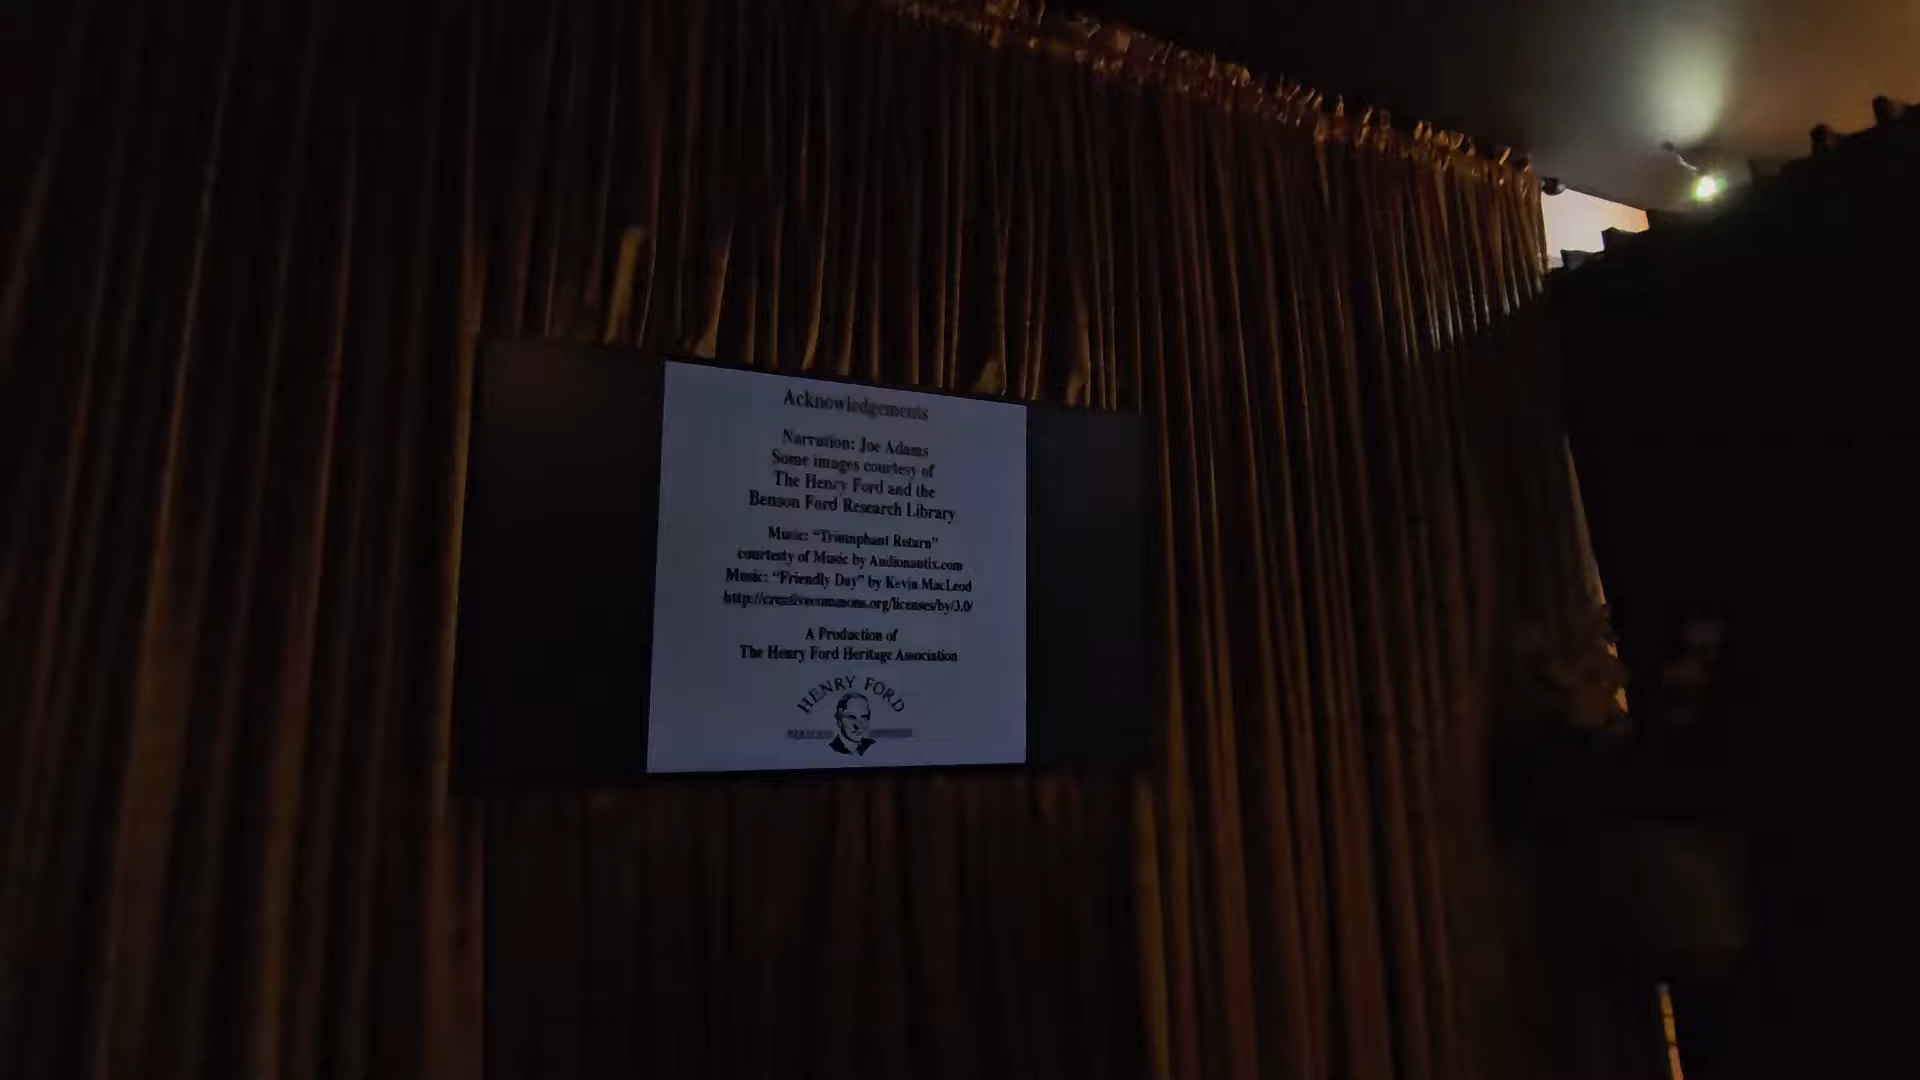 Acknowledgements
Narration: Joe Adams
Some images courtesy of
The Henry Ford and the
Benson Ford Research Library
Music: "Triumphant Return"
courtesty of Music by Audionautix.com
Music: "Friendly Day" by Kevin MacLeod
http://creativecommons.org/licenses/by/3.0/
A Production of
The Henry Ford Heritage Association
HENRY FORD